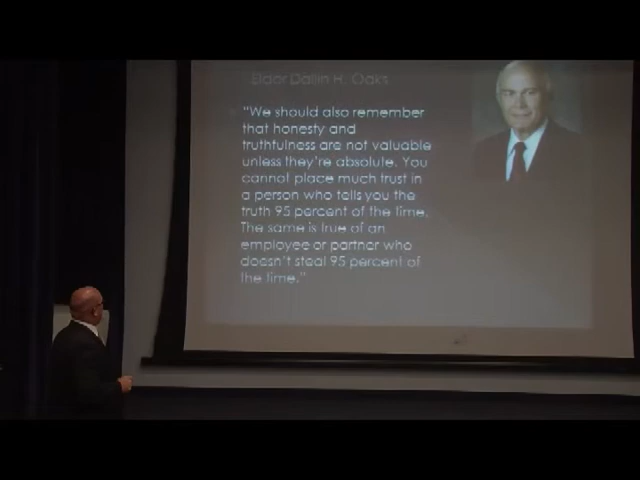 Elder Dallin H. Oaks
"We should also remember
that honesty and
truthfulness are not valuable
unless they're absolute. You
cannot place much trust in
a person who tells you the
truth 95 percent of the time.
The same is true of an
employee or partner who
doesn't steal 95 percent of
the time."